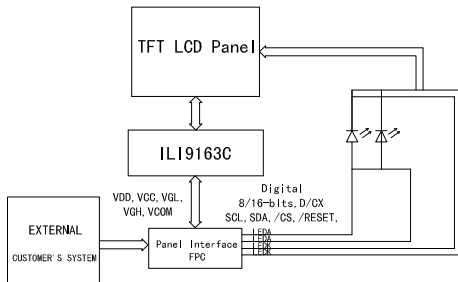 TFT LCD Panel
ILI9163C
VDD, VCC, VGL,
VGH, VCOM
Digital
8/16-bits, D/CX
SCL, SDA, /CS, /RESET,
EXTERNAL
CUSTOMER'S SYSTEM
Panel Interface
FPC
LEDA
LEDA
LEDK
LEDK